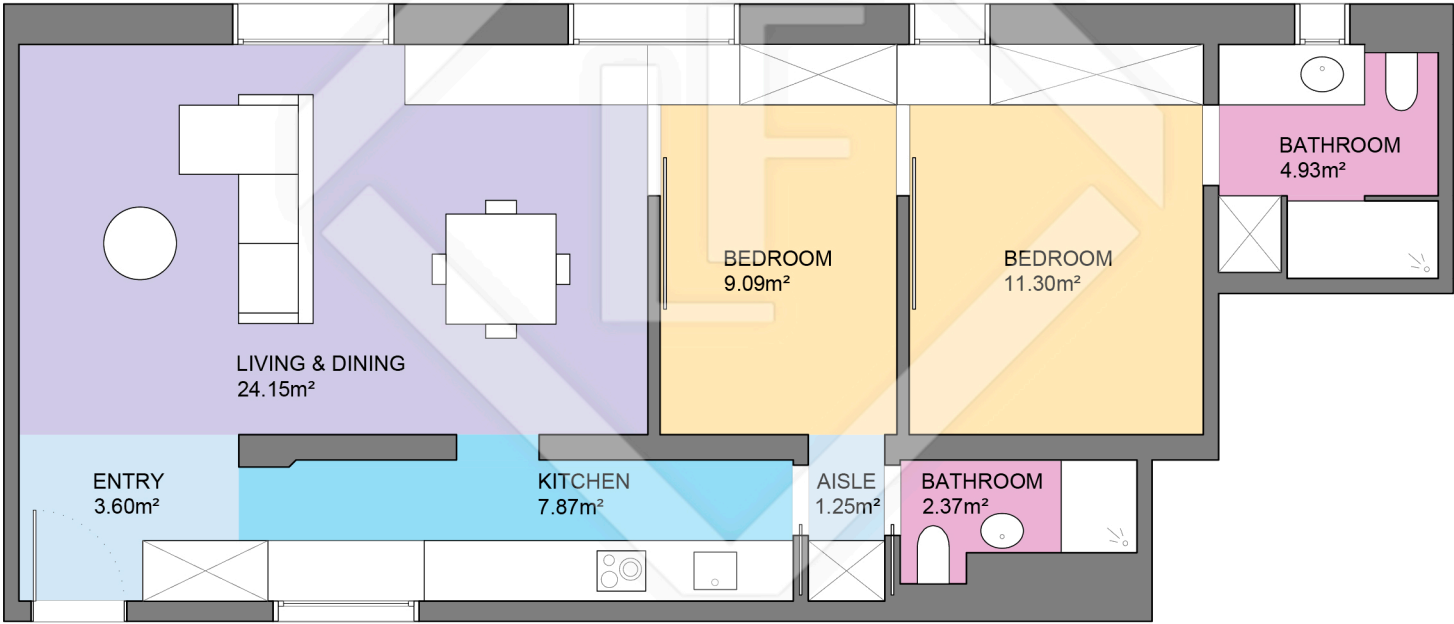 BATHROOM
4.93m²
BEDROOM
9.09m²
BEDROOM
11.30m²
LIVING & DINING
24.15m²
ENTRY
3.60m²
KITCHEN
7.87m²
AISLE
1.25m²
BATHROOM
2.37m²